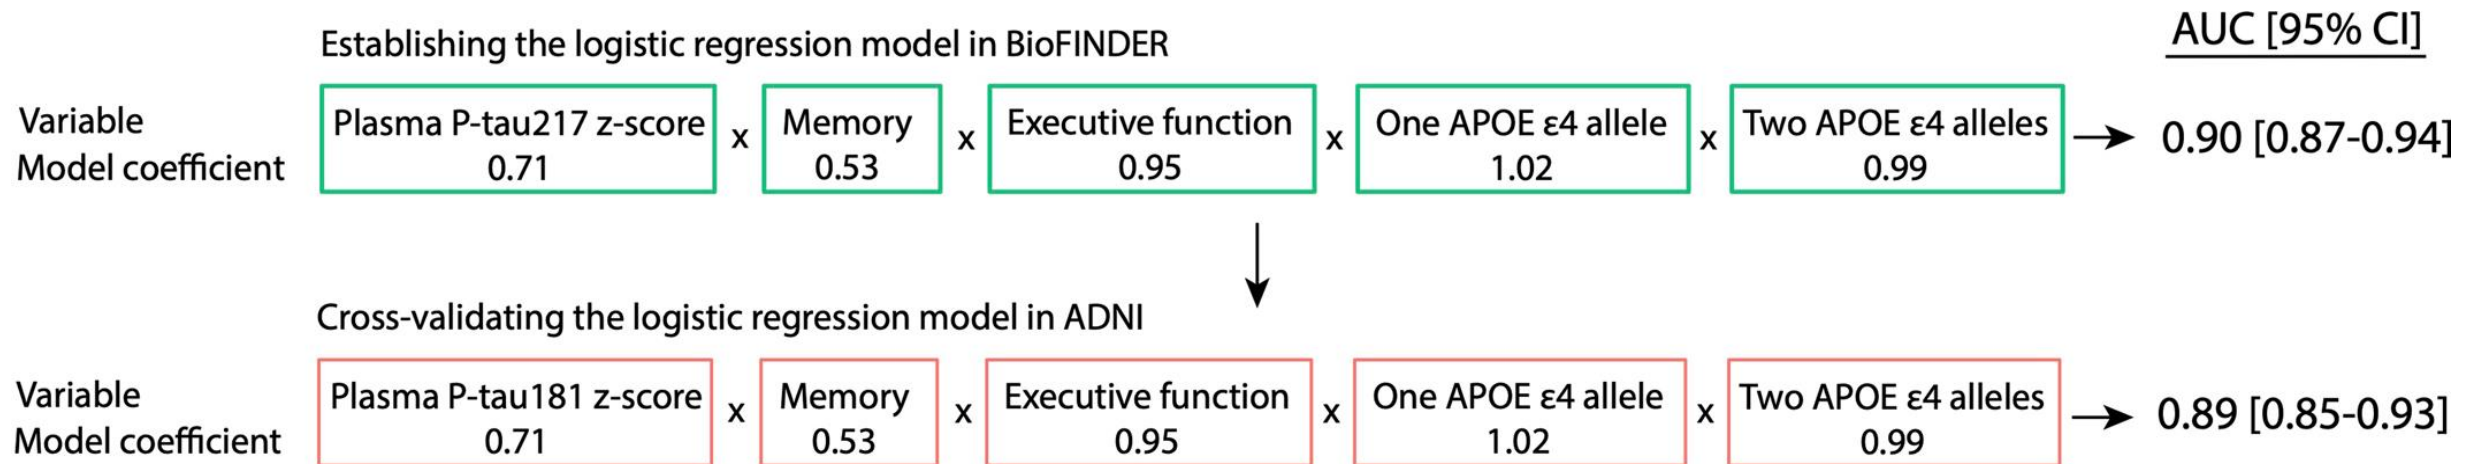 AUC [95% CI]
Establishing the logistic regression model in BioFINDER
Variable Plasma P-tau217 z-score x Memory x Executive function x One APOE ε4 allele x Two APOE ε4 alleles 0.90 [0.87-0.94]
Model coefficient 0.71 0.53 0.95 1.02 0.99
Cross-validating the logistic regression model in ADNI
Variable Plasma P-tau181 z-score x Memory x Executive function x One APOE ε4 allele x Two APOE ε4 alleles 0.89 [0.85-0.93]
Model coefficient 0.71 0.53 0.95 1.02 0.99